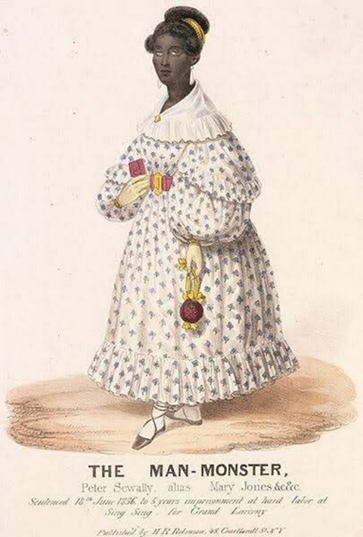 THE MAN-MONSTER,
Peter Sewally, alias Mary Jones &c&c.
Sentenced 18th June 1836, to 5 years imprisonment at hard labor at
Sing Sing, for Grand Larceny
Published by H R Robinson, 48 Courtlandt St N Y